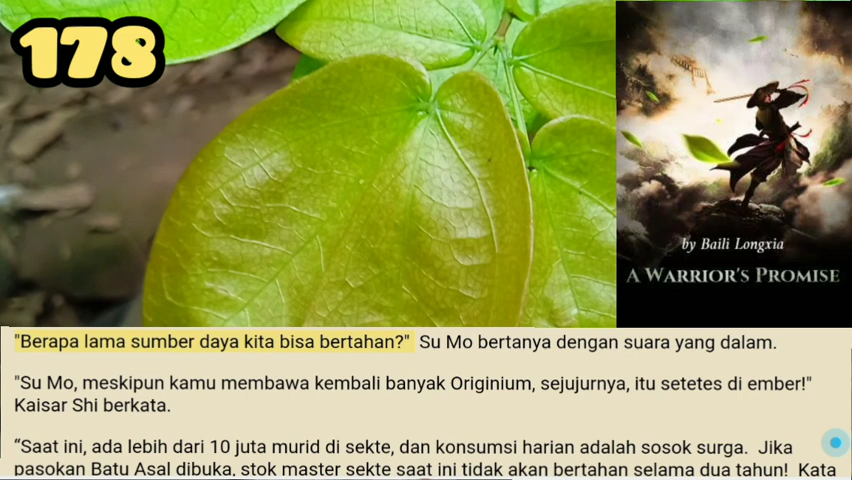 178
by Baili Longxia
A WARRIOR'S PROMISE
"Berapa lama sumber daya kita bisa bertahan?" Su Mo bertanya dengan suara yang dalam.
"Su Mo, meskipun kamu membawa kembali banyak Originium, sejujurnya, itu setetes di ember!"
Kaisar Shi berkata.
“Saat ini, ada lebih dari 10 juta murid di sekte, dan konsumsi harian adalah sosok surga. Jika
pasokan Batu Asal dibuka, stok master sekte saat ini tidak akan bertahan selama dua tahun! Kata